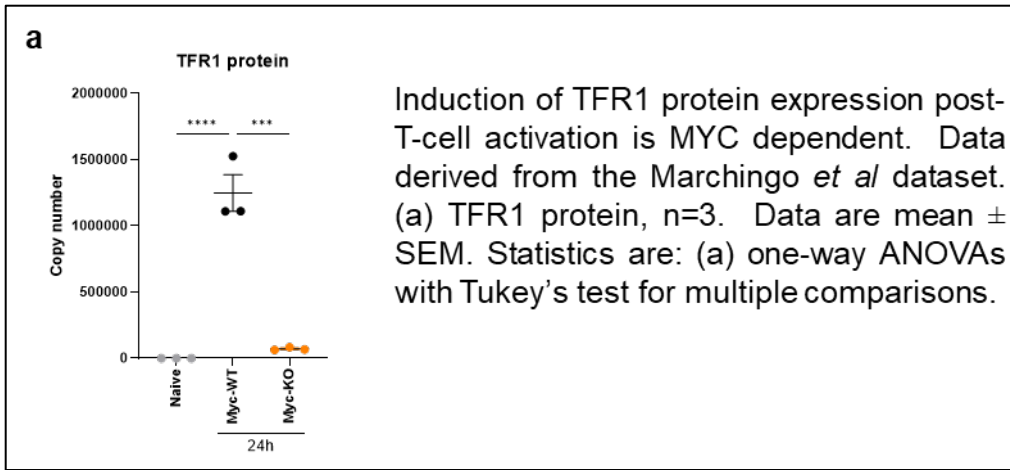 a
TFR1 protein
2000000
1500000
1000000
500000
0
Copy number
****
***
Naive
Myc-WT
Myc-KO
24h
Induction of TFR1 protein expression post-
T-cell activation is MYC dependent. Data
derived from the Marchingo et al dataset.
(a) TFR1 protein, n=3. Data are mean ±
SEM. Statistics are: (a) one-way ANOVAs
with Tukey’s test for multiple comparisons.